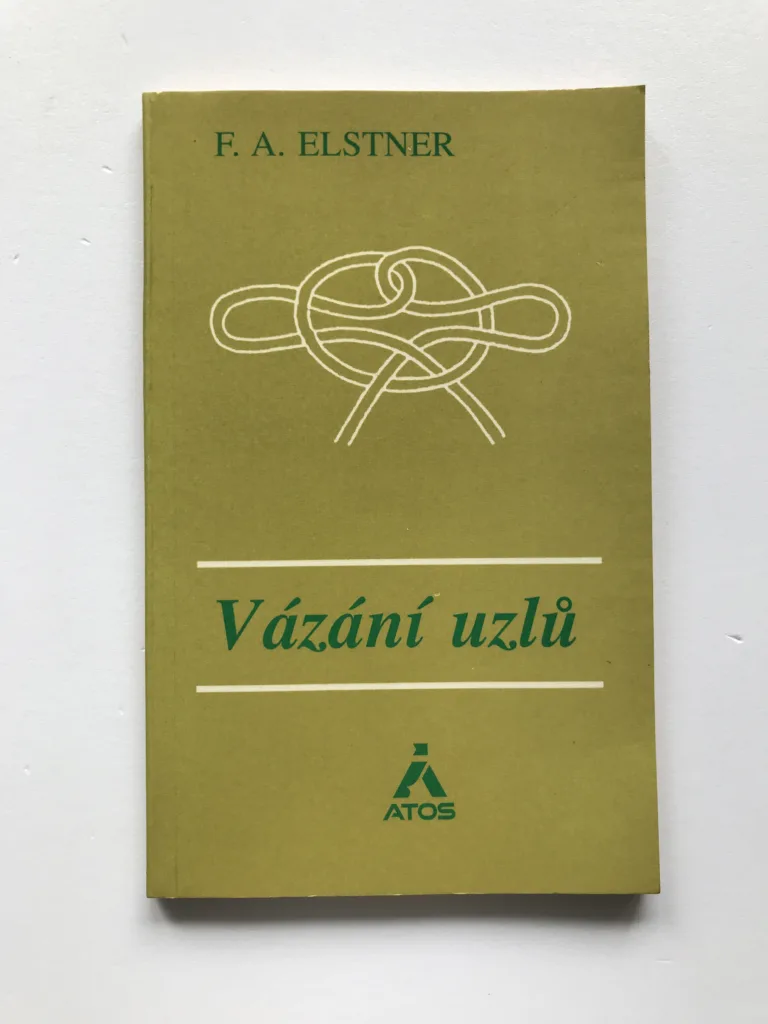 F. A. ELSTNER
Vázání uzlů
ATOS